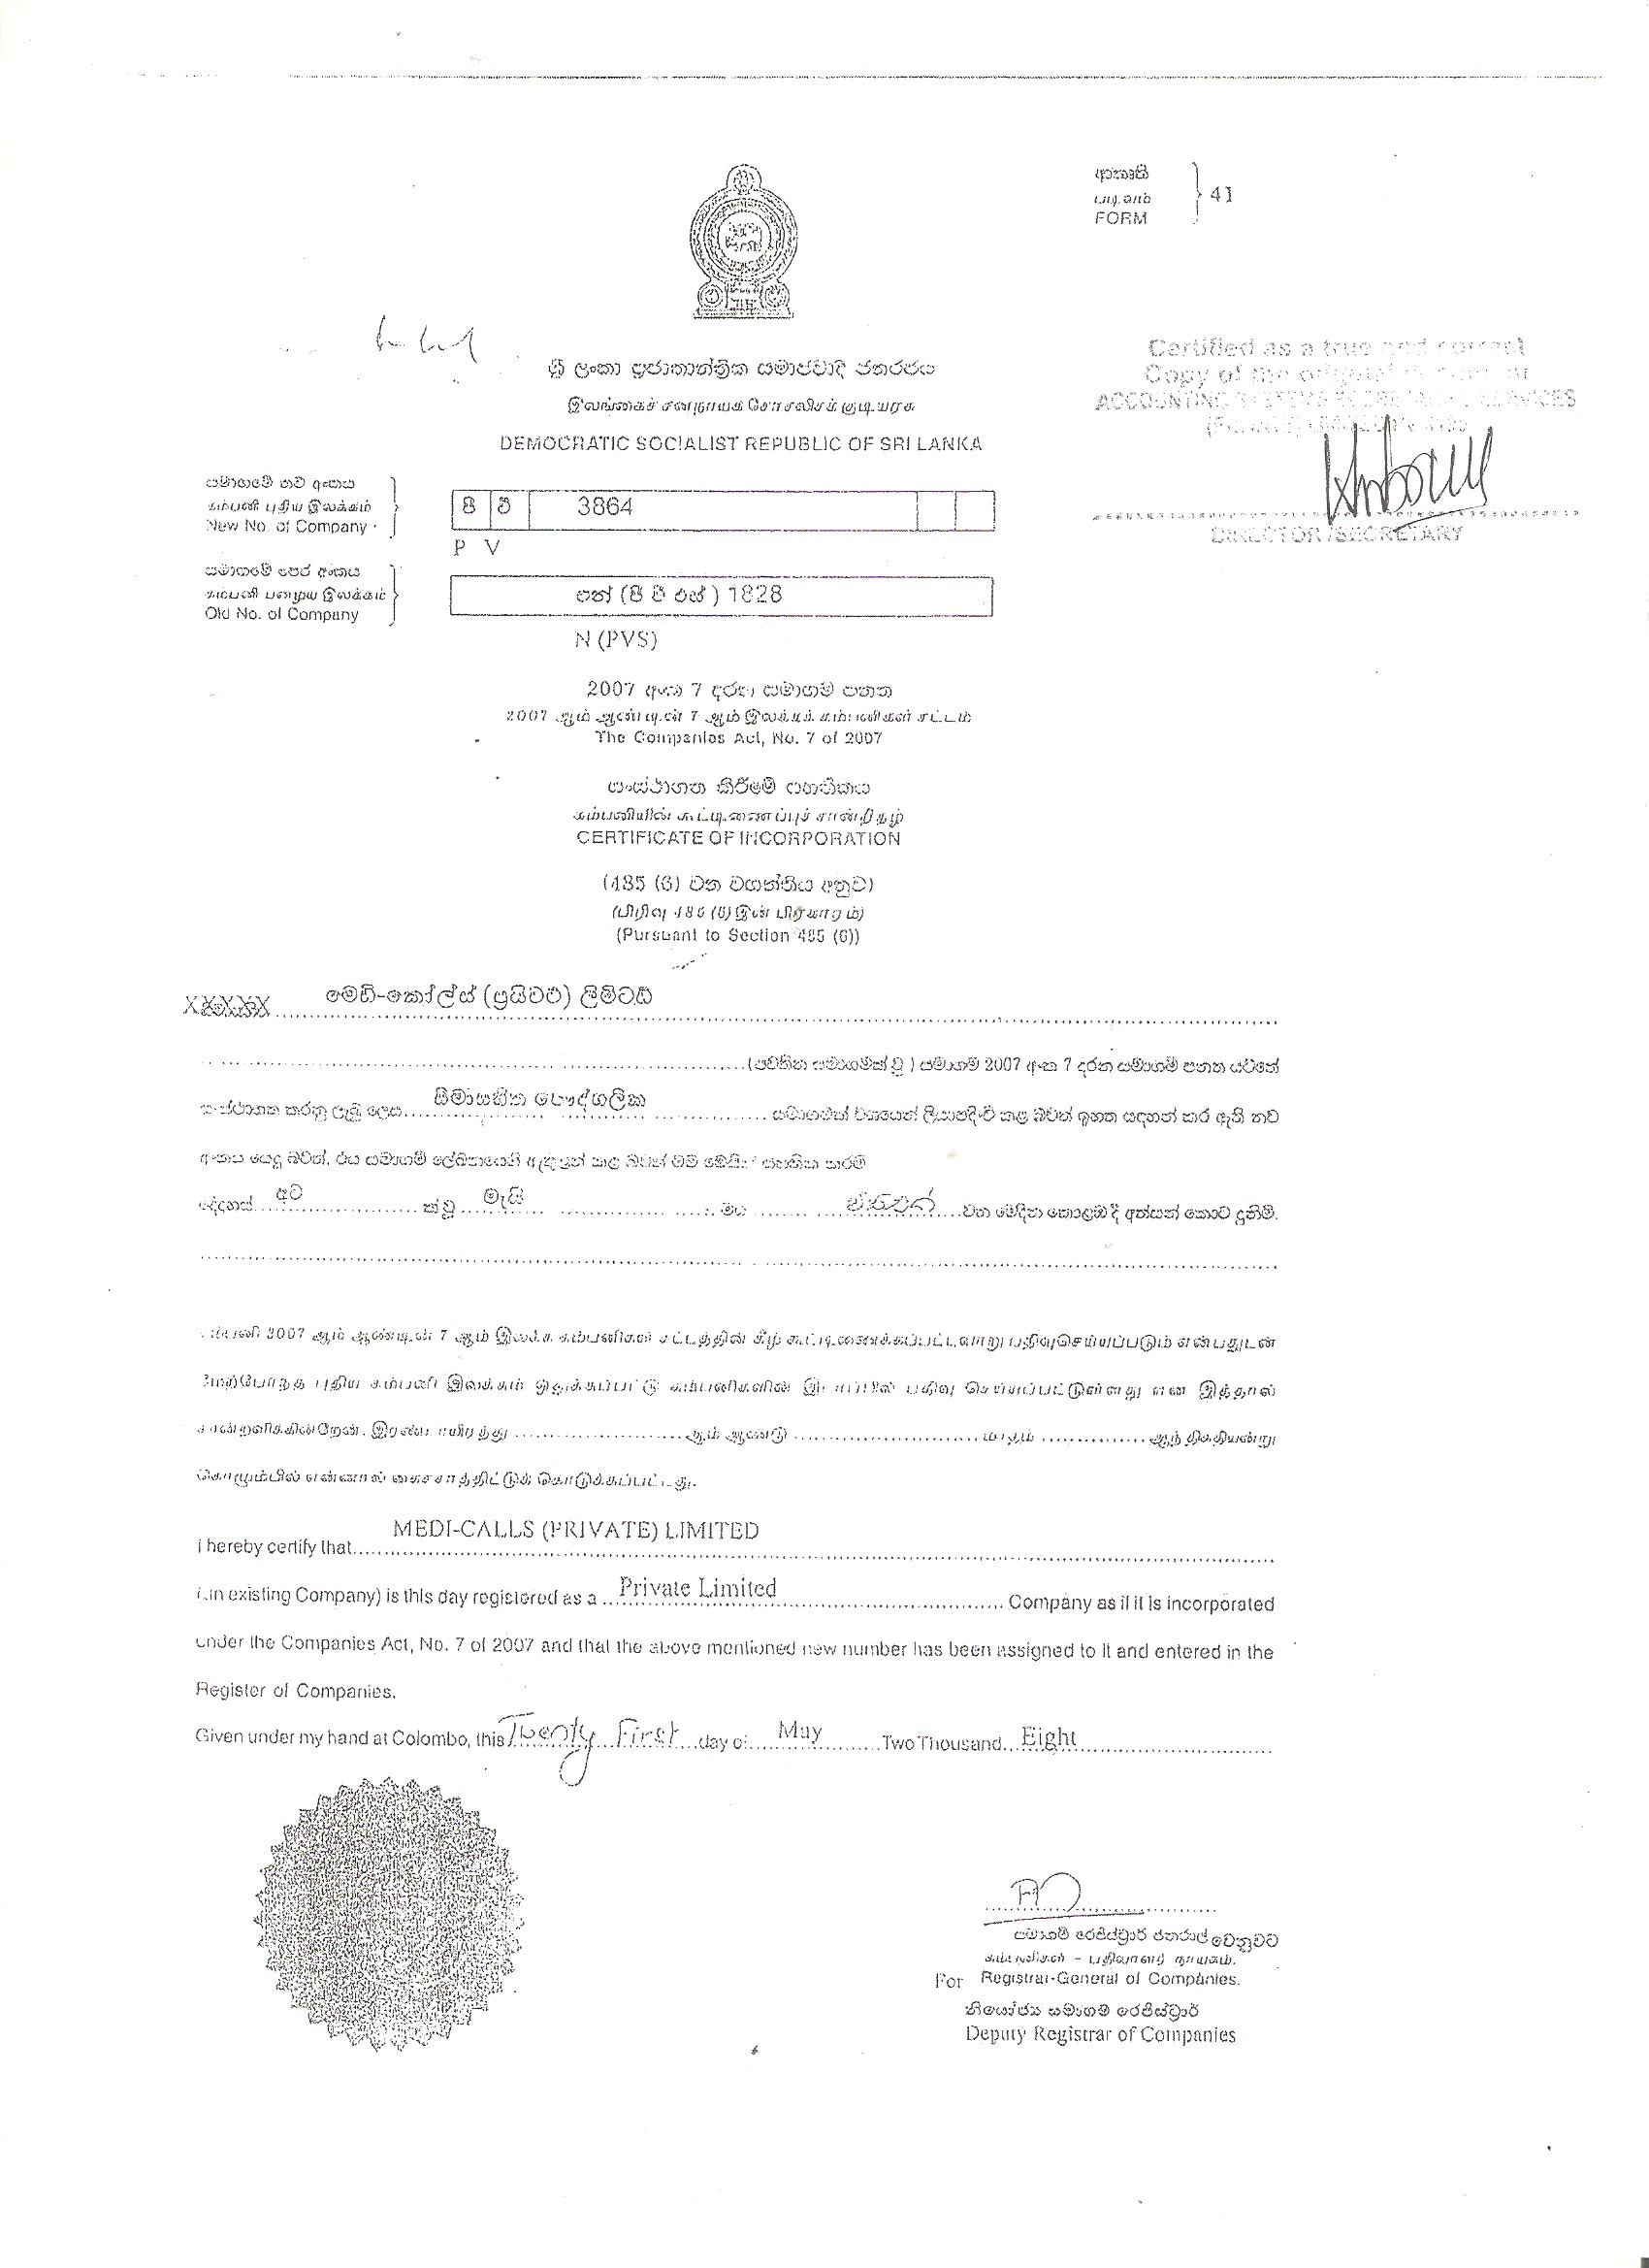 ආකෘති
படிவம்
FORM
41
ශ්‍රී ලංකා ප්‍රජාතාන්ත්‍රික සමාජවාදී ජනරජය
இலங்கைச் சனநாயக சோசலிசக் குடியரசு
DEMOCRATIC SOCIALIST REPUBLIC OF SRI LANKA
Certified as a true and correct
Copy of the original
ACCOUNTING SYSTEMS SERVICES
DIRECTOR/SECRETARY
සමාගමේ නව අංකය
கம்பனி புதிய இலக்கம்
New No. of Company
පී වී 3864
P V
සමාගමේ පෙර අංකය
கம்பனி பழைய இலக்கம்
Old No. of Company
එන් (පී වී එස්) 1828
N (PVS)
2007 අංක 7 දරන සමාගම් පනත
2007 ஆம் ஆண்டின் 7 ஆம் இலக்கக் கம்பனிகள் சட்டம்
The Companies Act, No. 7 of 2007
සංස්ථාගත කිරීමේ සහතිකය
கம்பனியின் கூட்டிணைப்புச் சான்றிதழ்
CERTIFICATE OF INCORPORATION
(485 (6) වන වගන්තිය අනුව)
(பிரிவு 485 (6) இன் பிரகாரம்)
(Pursuant to Section 485 (6))
XXXXX මෙඩි-කෝල්ස් (ප්‍රයිවට්) ලිමිටඩ්
(පවතින සමාගමක් වූ) සමාගම 2007 අංක 7 දරන සමාගම් පනත යටතේ
සංස්ථාගත කරනු ලැබූ ලෙස සීමාසහිත පෞද්ගලික සමාගමක් වශයෙන් ලියාපදිංචි කළ බවත් ඉහත සඳහන් කර ඇති නව
අංකය යෙදූ බවත්, එය සමාගම් ලේඛනයෙහි ඇතුළත් කළ බවත් මම මෙයින් සහතික කරමි
දෙදහස් අට ක් වූ මැයි මස විසිඑක් වන මෙදින කොළඹ දී අත්සන් කොට දුනිමි.
கம்பனி 2007 ஆம் ஆண்டின் 7 ஆம் இலக்க கம்பனிகள் சட்டத்தின் கீழ் கூட்டிணைக்கப்பட்டவாறு பதிவுசெய்யப்படும் என்பதுடன்
மேற்போந்த புதிய கம்பனி இலக்கம் ஒதுக்கப்பட்டு கம்பனிகளின் இடாப்பில் பதிவு செய்யப்பட்டுள்ளது என இத்தால்
சான்றளிக்கின்றேன். இரண்டாயிரத்து ஆம் ஆண்டு மாதம் ஆந் திகதியன்று
கொழும்பில் என்னால் கைச்சாத்திட்டுக் கொடுக்கப்பட்டது.
I hereby certify that MEDI-CALLS (PRIVATE) LIMITED
(an existing Company) is this day registered as a Private Limited Company as if it is incorporated
under the Companies Act, No. 7 of 2007 and that the above mentioned new number has been assigned to it and entered in the
Register of Companies.
Given under my hand at Colombo, this Twenty First day of May Two Thousand Eight
සමාගම් රෙජිස්ට්‍රාර් ජනරාල් වෙනුවට
கம்பனிகள் – பதிவாளர் நாயகம்.
For Registrar-General of Companies.
නියෝජ්‍ය සමාගම් රෙජිස්ට්‍රාර්
Deputy Registrar of Companies